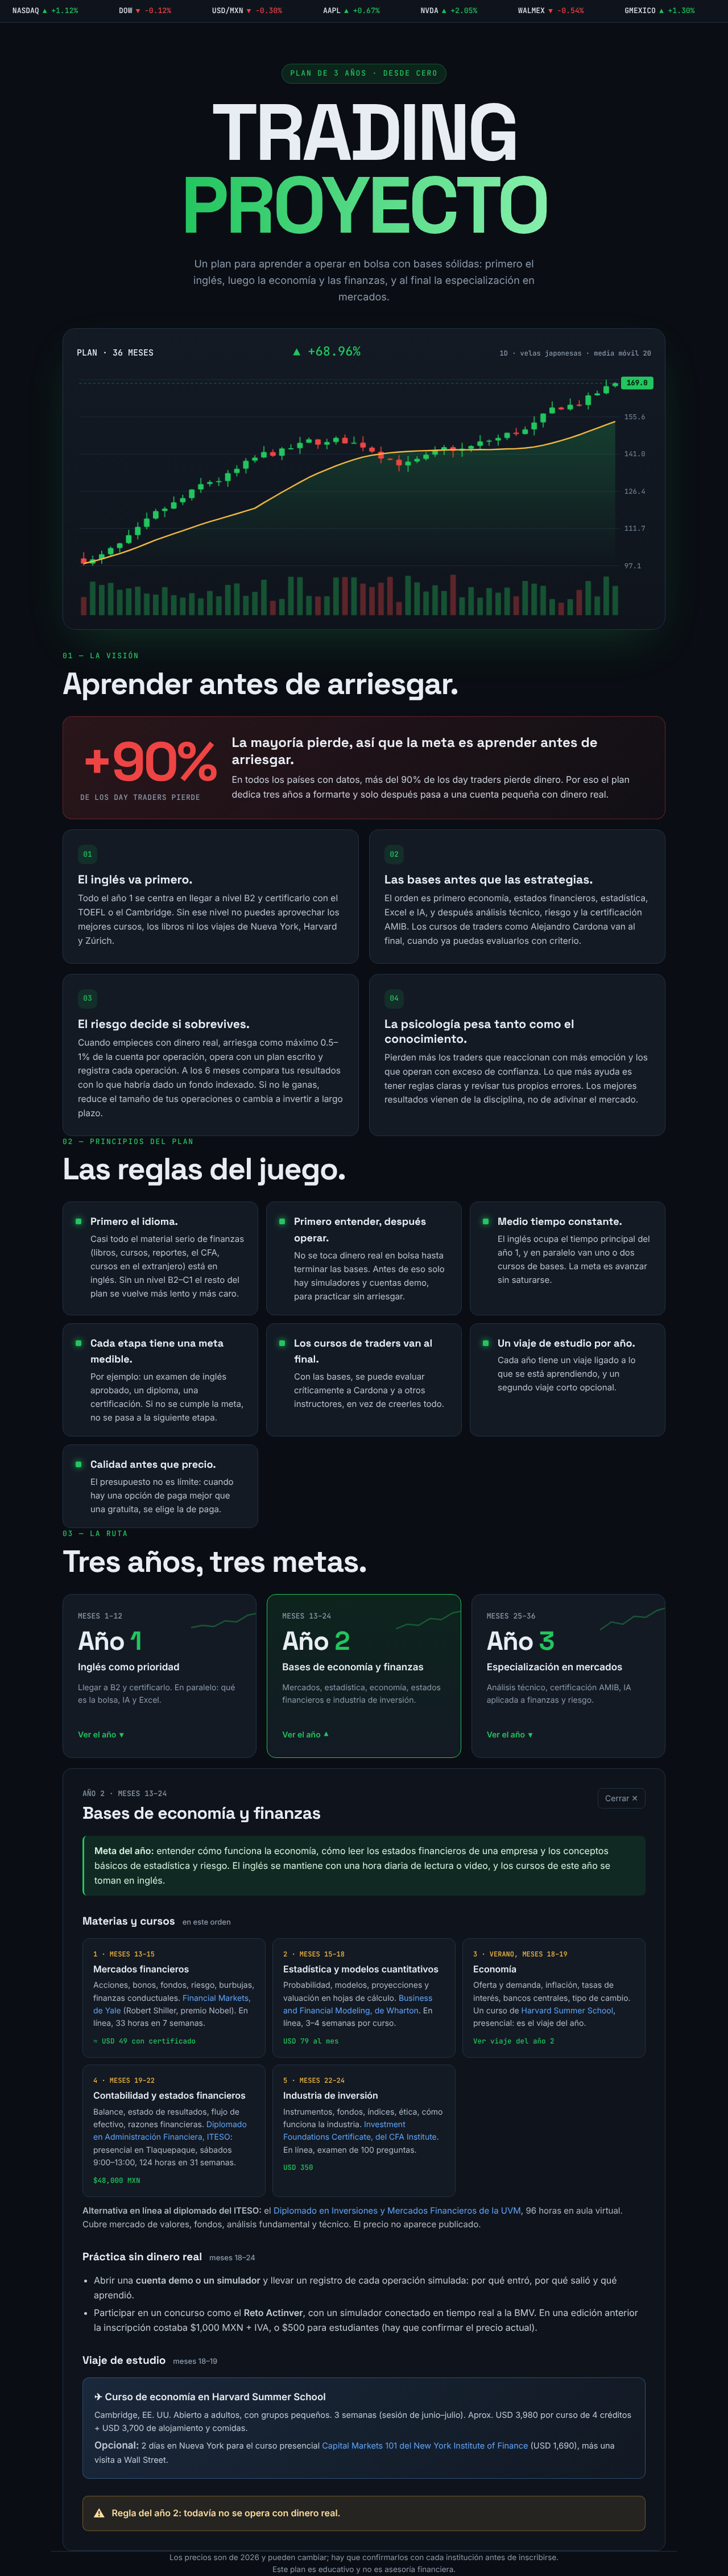 NASDAQ ▲ +1.12% DOW ▼ -0.12% USD/MXN ▼ -0.30% AAPL ▲ +0.67% NVDA ▲ +2.05% WALMEX ▼ -0.54% GMEXICO ▲ +1.30%
PLAN DE 3 AÑOS · DESDE CERO
TRADING
PROYECTO
Un plan para aprender a operar en bolsa con bases sólidas: primero el
inglés, luego la economía y las finanzas, y al final la especialización en
mercados.
PLAN · 36 MESES ▲ +68.96% 1D · velas japonesas · media móvil 20
169.0
155.6
141.0
126.4
111.7
97.1
01 — LA VISIÓN
Aprender antes de arriesgar.
+90%
DE LOS DAY TRADERS PIERDE
La mayoría pierde, así que la meta es aprender antes de
arriesgar.
En todos los países con datos, más del 90% de los day traders pierde dinero. Por eso el plan
dedica tres años a formarte y solo después pasa a una cuenta pequeña con dinero real.
01
El inglés va primero.
Todo el año 1 se centra en llegar a nivel B2 y certificarlo con el
TOEFL o el Cambridge. Sin ese nivel no puedes aprovechar los
mejores cursos, los libros ni los viajes de Nueva York, Harvard
y Zúrich.
02
Las bases antes que las estrategias.
El orden es primero economía, estados financieros, estadística,
Excel e IA, y después análisis técnico, riesgo y la certificación
AMIB. Los cursos de traders como Alejandro Cardona van al
final, cuando ya puedas evaluarlos con criterio.
03
El riesgo decide si sobrevives.
Cuando empieces con dinero real, arriesga como máximo 0.5–
1% de la cuenta por operación, opera con un plan escrito y
registra cada operación. A los 6 meses compara tus resultados
con lo que habría dado un fondo indexado. Si no le ganas,
reduce el tamaño de tus operaciones o cambia a invertir a largo
plazo.
04
La psicología pesa tanto como el
conocimiento.
Pierden más los traders que reaccionan con más emoción y los
que operan con exceso de confianza. Lo que más ayuda es
tener reglas claras y revisar tus propios errores. Los mejores
resultados vienen de la disciplina, no de adivinar el mercado.
02 — PRINCIPIOS DEL PLAN
Las reglas del juego.
Primero el idioma.
Casi todo el material serio de finanzas
(libros, cursos, reportes, el CFA,
cursos en el extranjero) está en
inglés. Sin un nivel B2–C1 el resto del
plan se vuelve más lento y más caro.
Primero entender, después
operar.
No se toca dinero real en bolsa hasta
terminar las bases. Antes de eso solo
hay simuladores y cuentas demo,
para practicar sin arriesgar.
Medio tiempo constante.
El inglés ocupa el tiempo principal del
año 1, y en paralelo van uno o dos
cursos de bases. La meta es avanzar
sin saturarse.
Cada etapa tiene una meta
medible.
Por ejemplo: un examen de inglés
aprobado, un diploma, una
certificación. Si no se cumple la meta,
no se pasa a la siguiente etapa.
Los cursos de traders van al
final.
Con las bases, se puede evaluar
críticamente a Cardona y a otros
instructores, en vez de creerles todo.
Un viaje de estudio por año.
Cada año tiene un viaje ligado a lo
que se está aprendiendo, y un
segundo viaje corto opcional.
Calidad antes que precio.
El presupuesto no es límite: cuando
hay una opción de paga mejor que
una gratuita, se elige la de paga.
03 — LA RUTA
Tres años, tres metas.
MESES 1–12
Año 1
Inglés como prioridad
Llegar a B2 y certificarlo. En paralelo: qué
es la bolsa, IA y Excel.
Ver el año ▼
MESES 13–24
Año 2
Bases de economía y finanzas
Mercados, estadística, economía, estados
financieros e industria de inversión.
Ver el año ▲
MESES 25–36
Año 3
Especialización en mercados
Análisis técnico, certificación AMIB, IA
aplicada a finanzas y riesgo.
Ver el año ▼
AÑO 2 · MESES 13–24
Bases de economía y finanzas
Cerrar ✕
Meta del año: entender cómo funciona la economía, cómo leer los estados financieros de una empresa y los conceptos
básicos de estadística y riesgo. El inglés se mantiene con una hora diaria de lectura o video, y los cursos de este año se
toman en inglés.
Materias y cursos en este orden
1 · MESES 13–15
Mercados financieros
Acciones, bonos, fondos, riesgo, burbujas,
finanzas conductuales. Financial Markets,
de Yale (Robert Shiller, premio Nobel). En
línea, 33 horas en 7 semanas.
≈ USD 49 con certificado
2 · MESES 15–18
Estadística y modelos cuantitativos
Probabilidad, modelos, proyecciones y
valuación en hojas de cálculo. Business
and Financial Modeling, de Wharton. En
línea, 3–4 semanas por curso.
USD 79 al mes
3 · VERANO, MESES 18–19
Economía
Oferta y demanda, inflación, tasas de
interés, bancos centrales, tipo de cambio.
Un curso de Harvard Summer School,
presencial: es el viaje del año.
Ver viaje del año 2
4 · MESES 19–22
Contabilidad y estados financieros
Balance, estado de resultados, flujo de
efectivo, razones financieras. Diplomado
en Administración Financiera, ITESO:
presencial en Tlaquepaque, sábados
9:00–13:00, 124 horas en 31 semanas.
$48,000 MXN
5 · MESES 22–24
Industria de inversión
Instrumentos, fondos, índices, ética, cómo
funciona la industria. Investment
Foundations Certificate, del CFA Institute.
En línea, examen de 100 preguntas.
USD 350
Alternativa en línea al diplomado del ITESO: el Diplomado en Inversiones y Mercados Financieros de la UVM, 96 horas en aula virtual.
Cubre mercado de valores, fondos, análisis fundamental y técnico. El precio no aparece publicado.
Práctica sin dinero real meses 18–24
• Abrir una cuenta demo o un simulador y llevar un registro de cada operación simulada: por qué entró, por qué salió y qué
aprendió.
• Participar en un concurso como el Reto Actinver, con un simulador conectado en tiempo real a la BMV. En una edición anterior
la inscripción costaba $1,000 MXN + IVA, o $500 para estudiantes (hay que confirmar el precio actual).
Viaje de estudio meses 18–19
✈ Curso de economía en Harvard Summer School
Cambridge, EE. UU. Abierto a adultos, con grupos pequeños. 3 semanas (sesión de junio–julio). Aprox. USD 3,980 por curso de 4 créditos
+ USD 3,700 de alojamiento y comidas.
Opcional: 2 días en Nueva York para el curso presencial Capital Markets 101 del New York Institute of Finance (USD 1,690), más una
visita a Wall Street.
⚠ Regla del año 2: todavía no se opera con dinero real.
Los precios son de 2026 y pueden cambiar; hay que confirmarlos con cada institución antes de inscribirse.
Este plan es educativo y no es asesoría financiera.